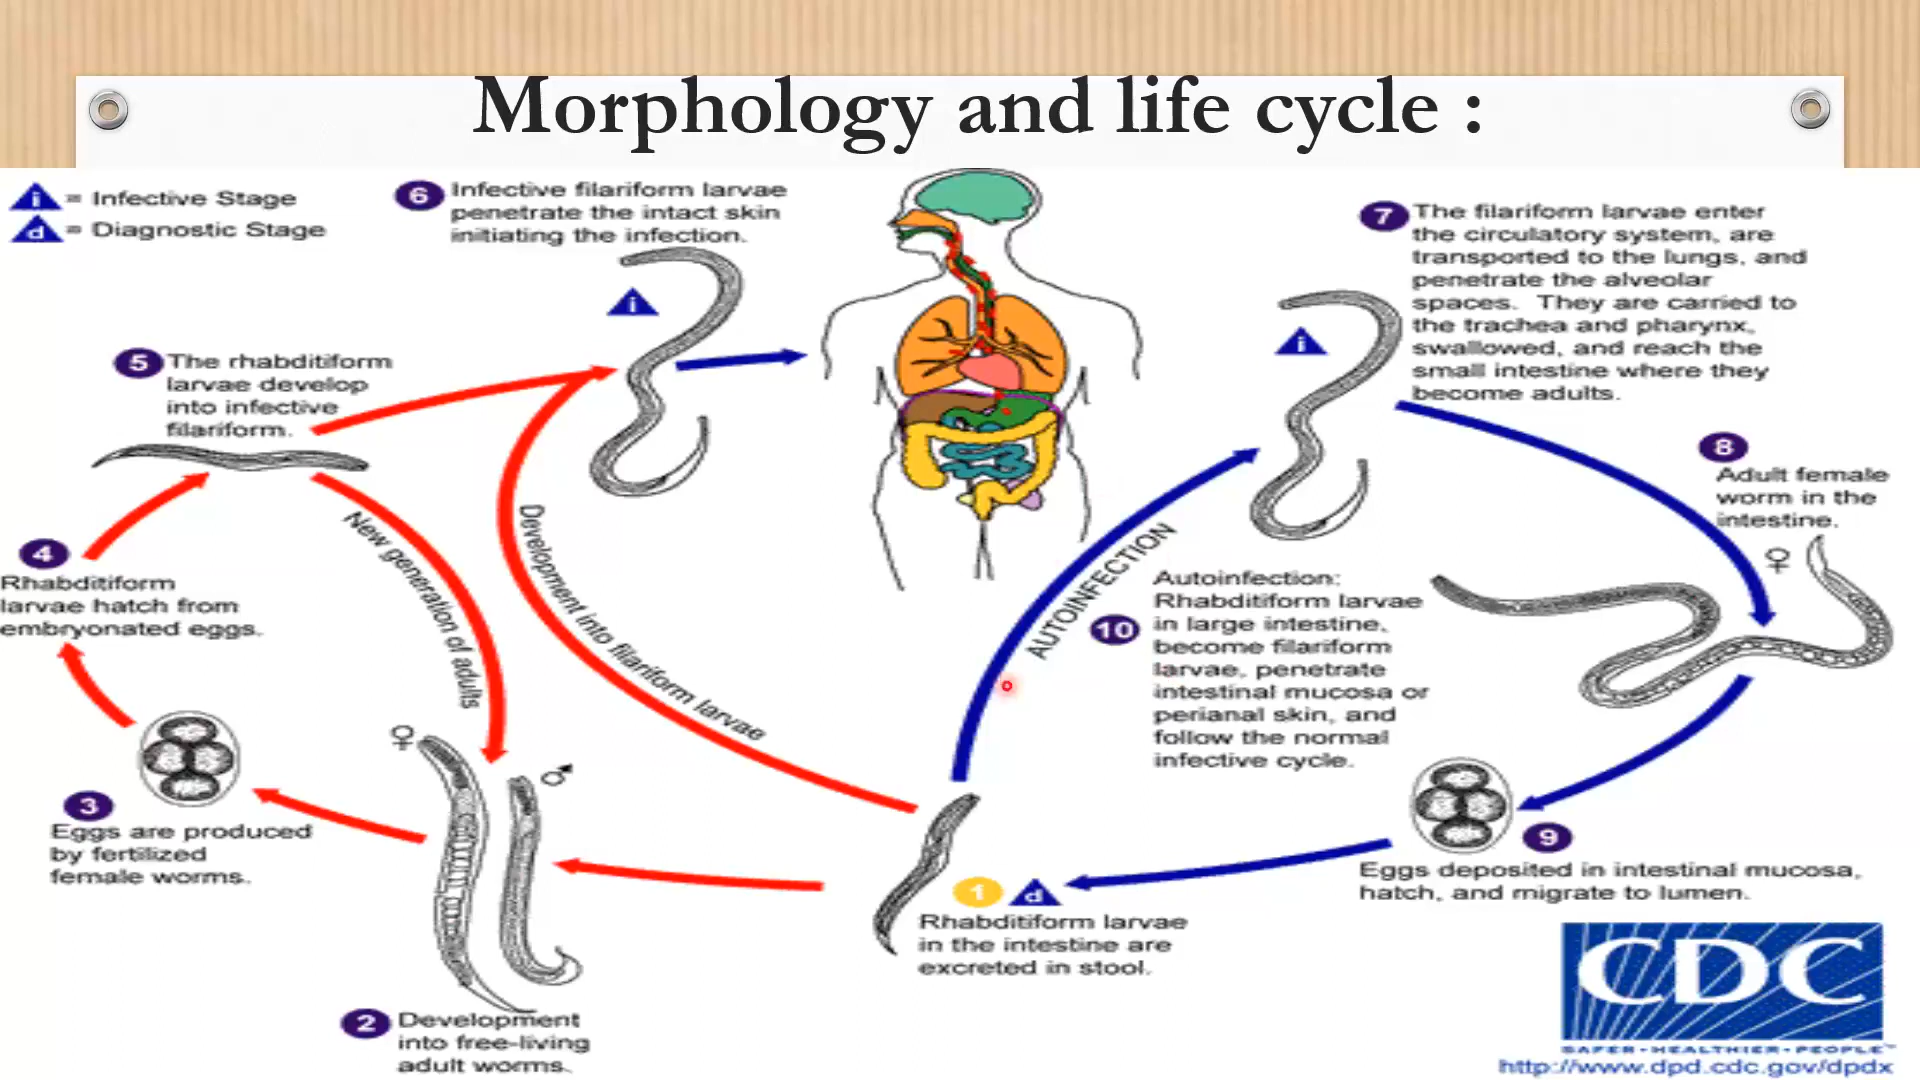 Morphology and life cycle :
i = Infective Stage
d = Diagnostic Stage
6 Infective filariform larvae
penetrate the intact skin
initiating the infection.
i
7 The filariform larvae enter
the circulatory system, are
transported to the lungs, and
penetrate the alveolar
spaces. They are carried to
the trachea and pharynx,
swallowed, and reach the
small intestine where they
become adults.
i
5 The rhabditiform
larvae develop
into infective
filariform.
8
Adult female
worm in the
intestine.
♀
4
Rhabditiform
larvae hatch from
embryonated eggs.
New generation of adults
Development into filariform larvae
AUTOINFECTION
10
Autoinfection:
Rhabditiform larvae
in large intestine,
become filariform
larvae, penetrate
intestinal mucosa or
perianal skin, and
follow the normal
infective cycle.
♀
♂
3
Eggs are produced
by fertilized
female worms.
9
Eggs deposited in intestinal mucosa,
hatch, and migrate to lumen.
1 d
Rhabditiform larvae
in the intestine are
excreted in stool.
2 Development
into free-living
adult worms.
CDC
SAFER•HEALTHIER•PEOPLE™
http://www.dpd.cdc.gov/dpdx